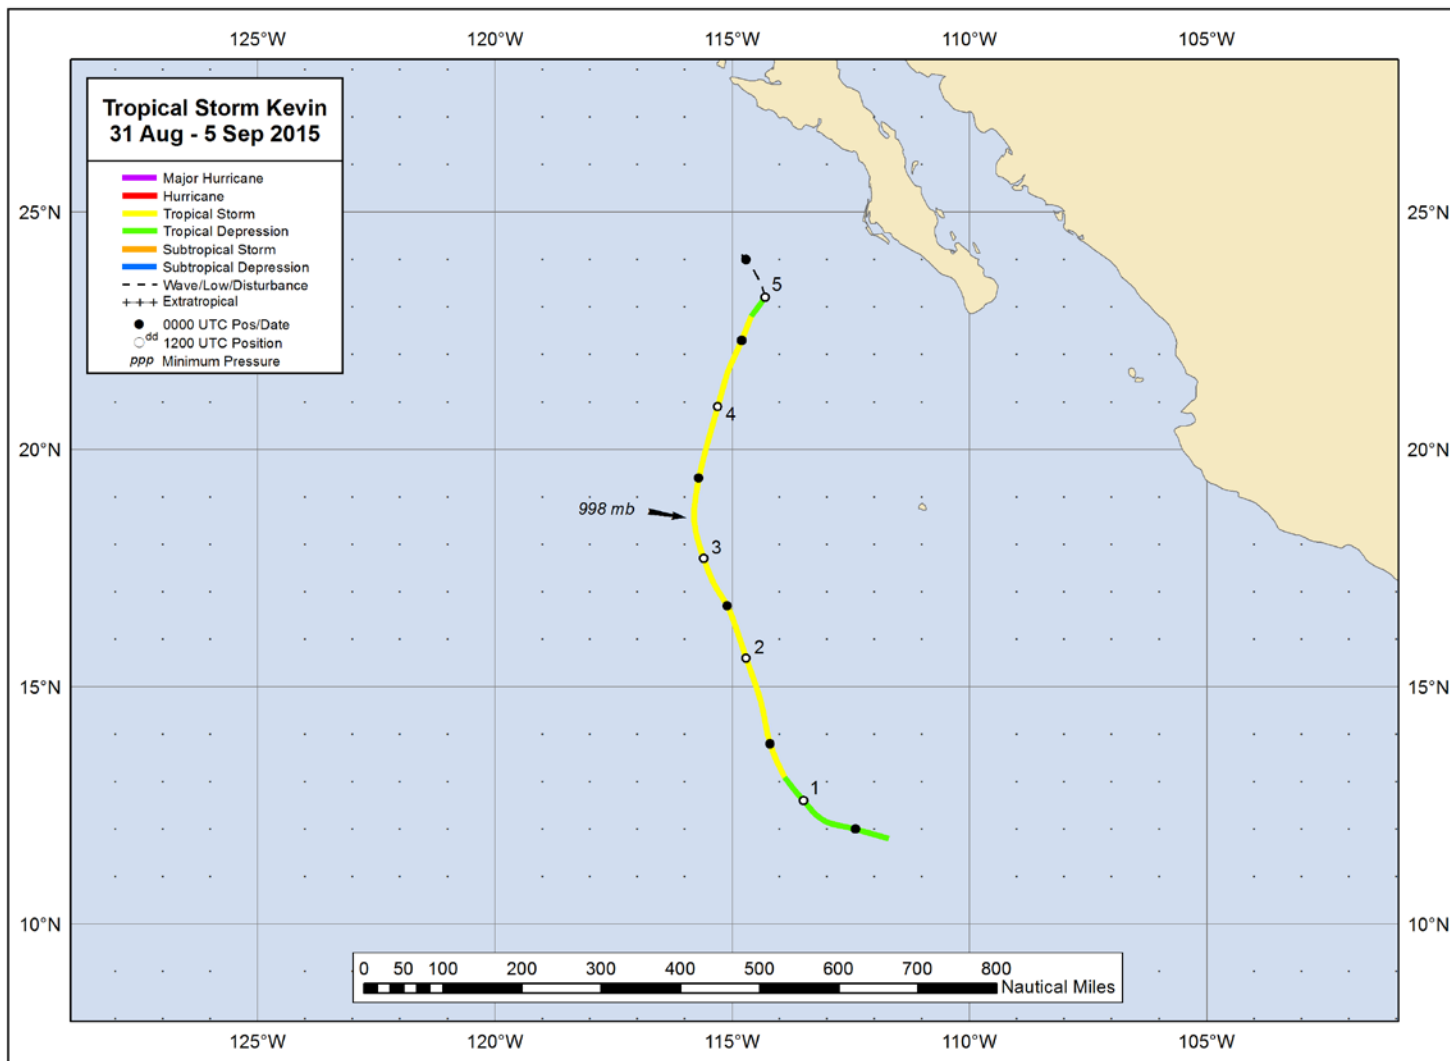 125°W 120°W 115°W 110°W 105°W
Tropical Storm Kevin
31 Aug - 5 Sep 2015
Major Hurricane
Hurricane
Tropical Storm
Tropical Depression
Subtropical Storm
Subtropical Depression
Wave/Low/Disturbance
Extratropical
0000 UTC Pos/Date
dd 1200 UTC Position
ppp Minimum Pressure
25°N 25°N
5
4
20°N 20°N
998 mb
3
2
15°N 15°N
1
10°N 10°N
0 50 100 200 300 400 500 600 700 800
Nautical Miles
125°W 120°W 115°W 110°W 105°W